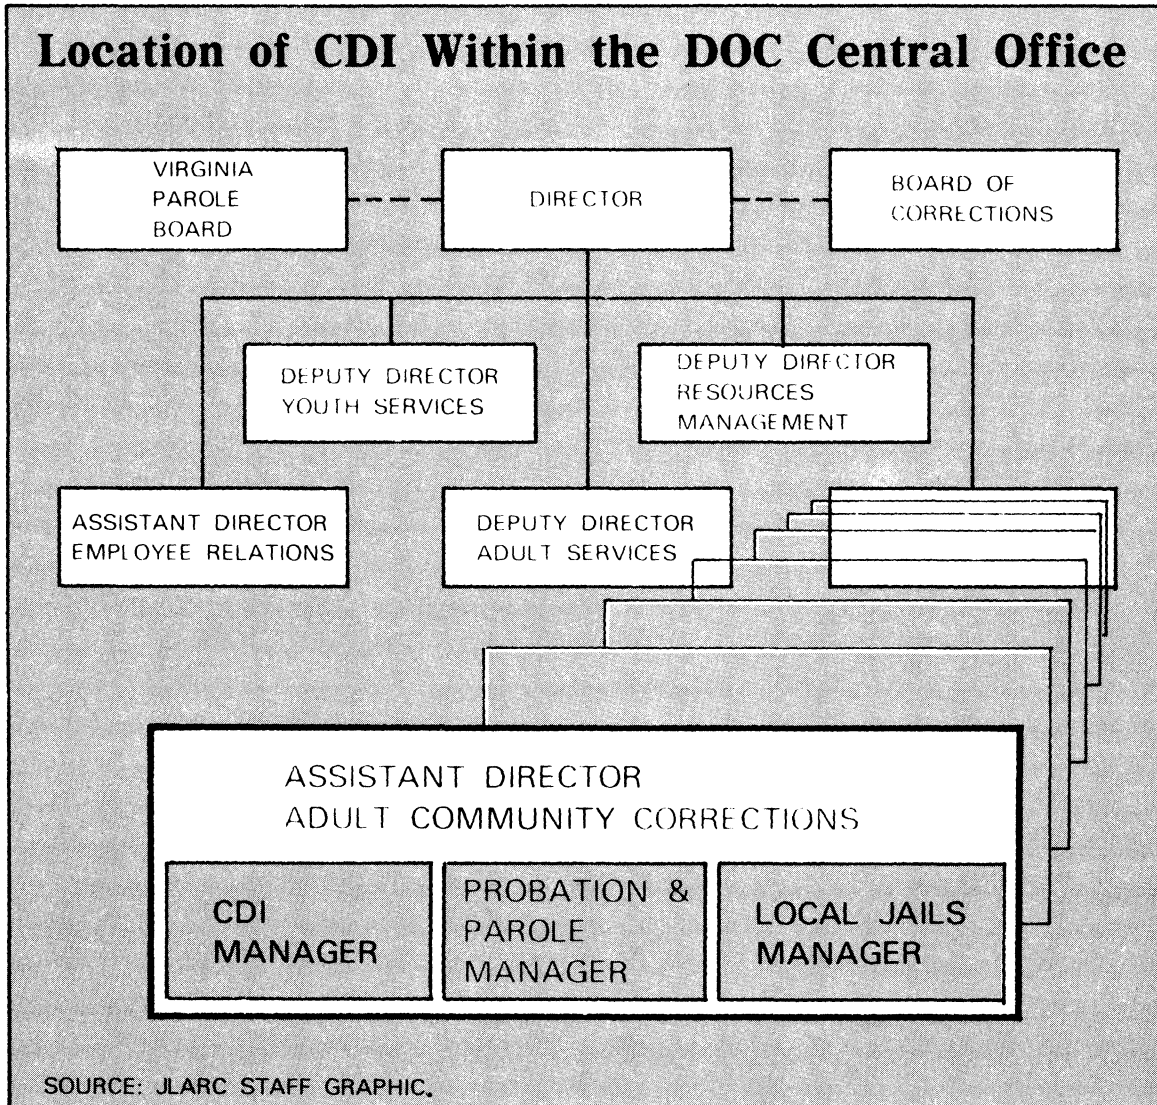 Location of CDI Within the DOC Central Office
VIRGINIA
PAROLE
BOARD
DIRECTOR
BOARD OF
CORRECTIONS
DEPUTY DIRECTOR
YOUTH SERVICES
DEPUTY DIRECTOR
RESOURCES
MANAGEMENT
ASSISTANT DIRECTOR
EMPLOYEE RELATIONS
DEPUTY DIRECTOR
ADULT SERVICES
ASSISTANT DIRECTOR
ADULT COMMUNITY CORRECTIONS
CDI
MANAGER
PROBATION &
PAROLE
MANAGER
LOCAL JAILS
MANAGER
SOURCE: JLARC STAFF GRAPHIC.